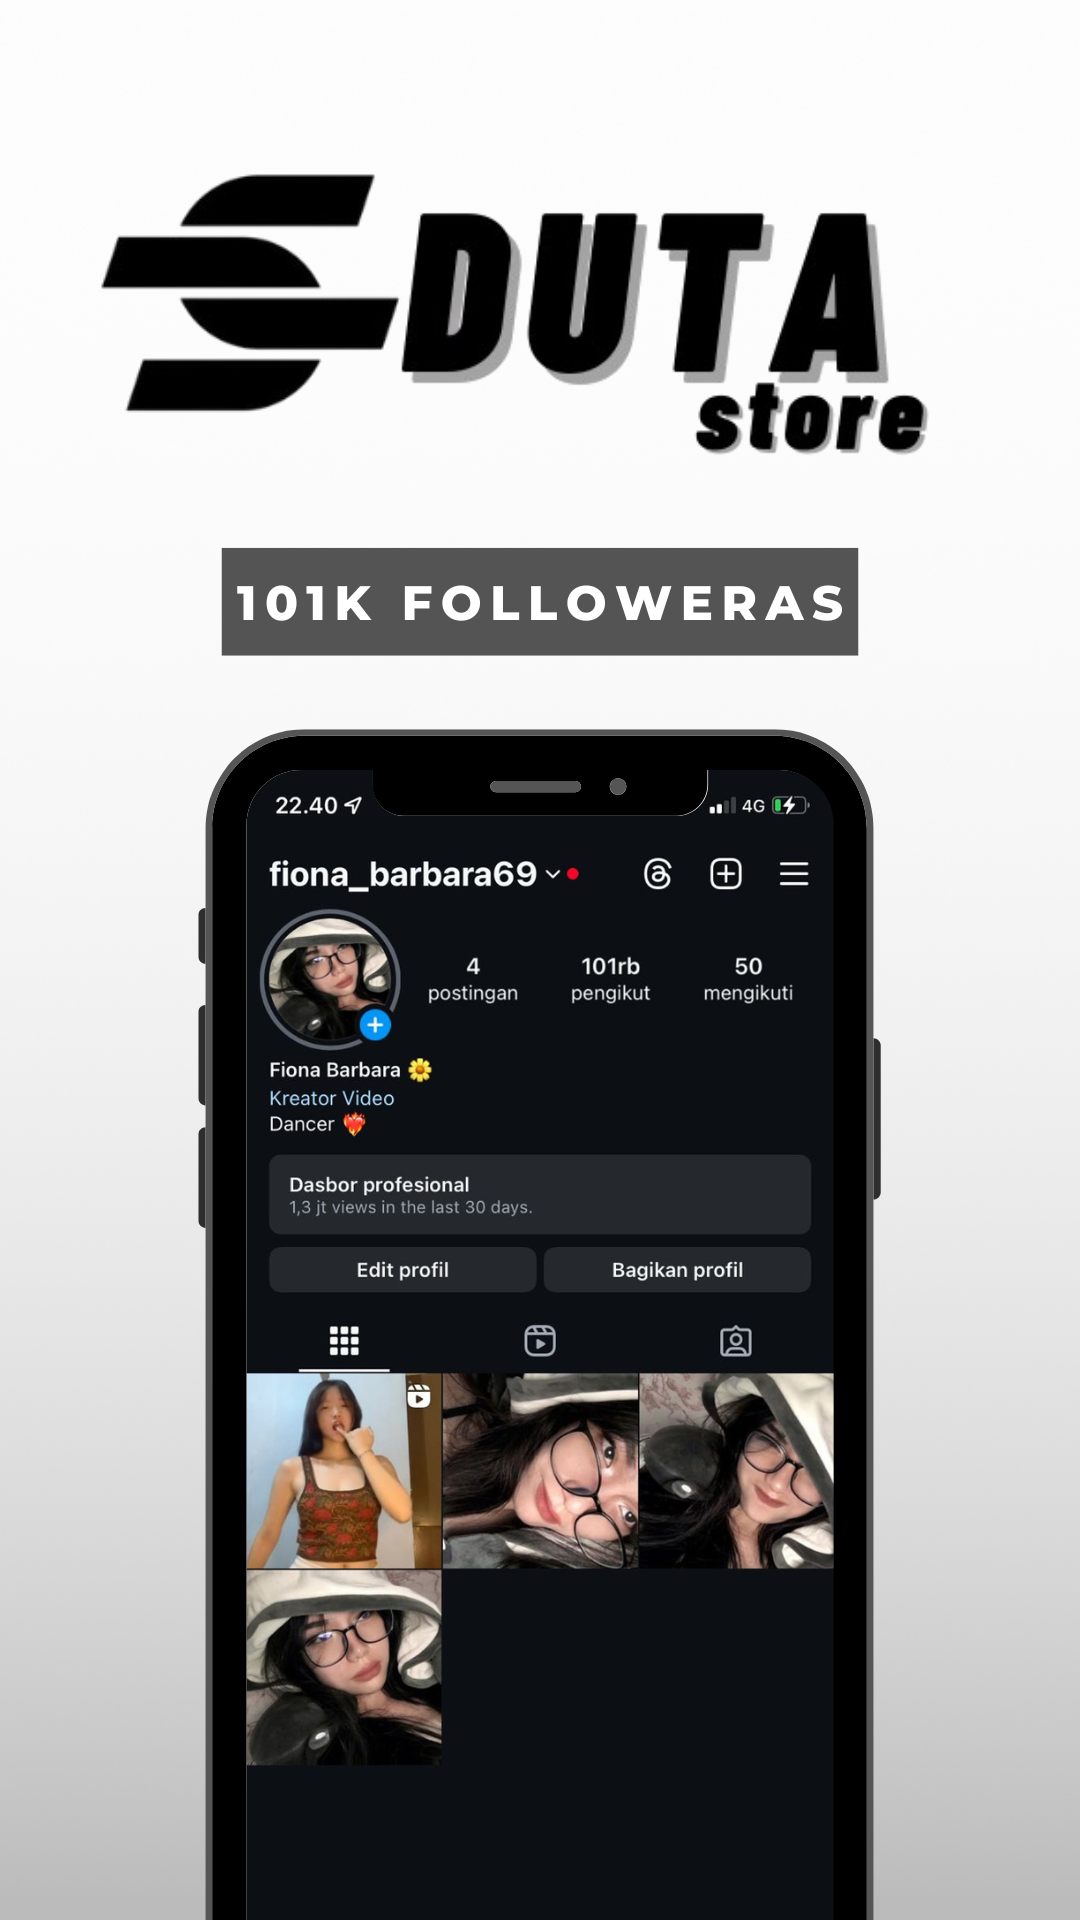 DUTA
store
101K FOLLOWERAS
22.40 4G
fiona_barbara69
4 101rb 50
postingan pengikut mengikuti
Fiona Barbara 🌼
Kreator Video
Dancer ❤️‍🔥
Dasbor profesional
1,3 jt views in the last 30 days.
Edit profil Bagikan profil